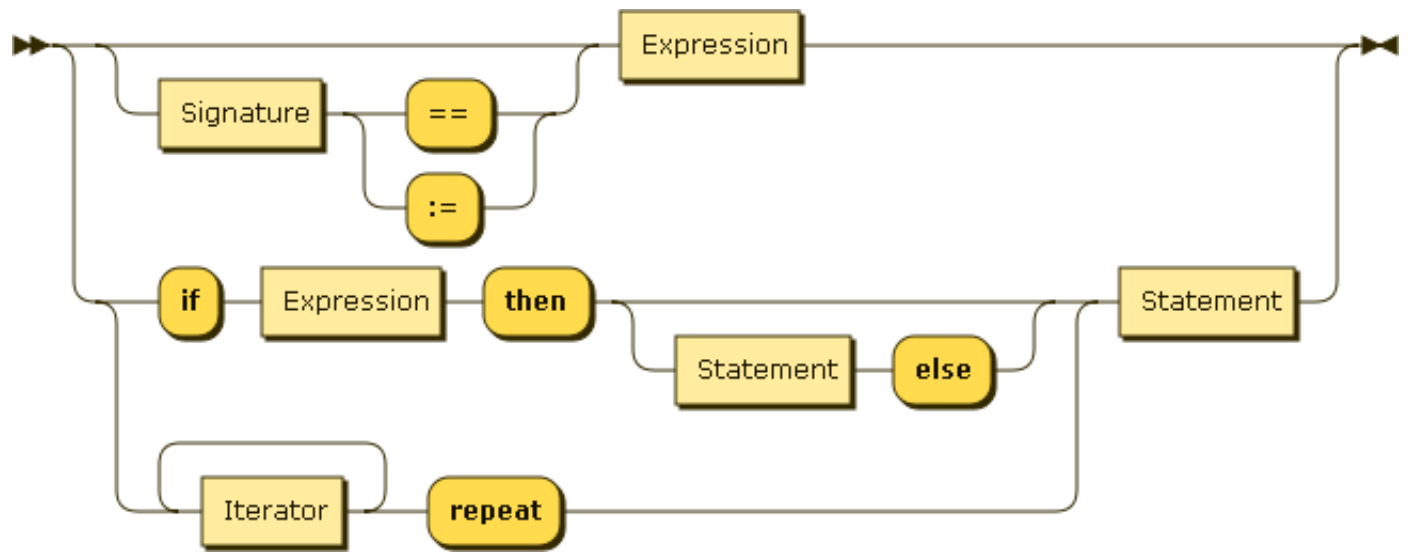 Expression
Signature ==
:=
if Expression then Statement
Statement else
Iterator repeat